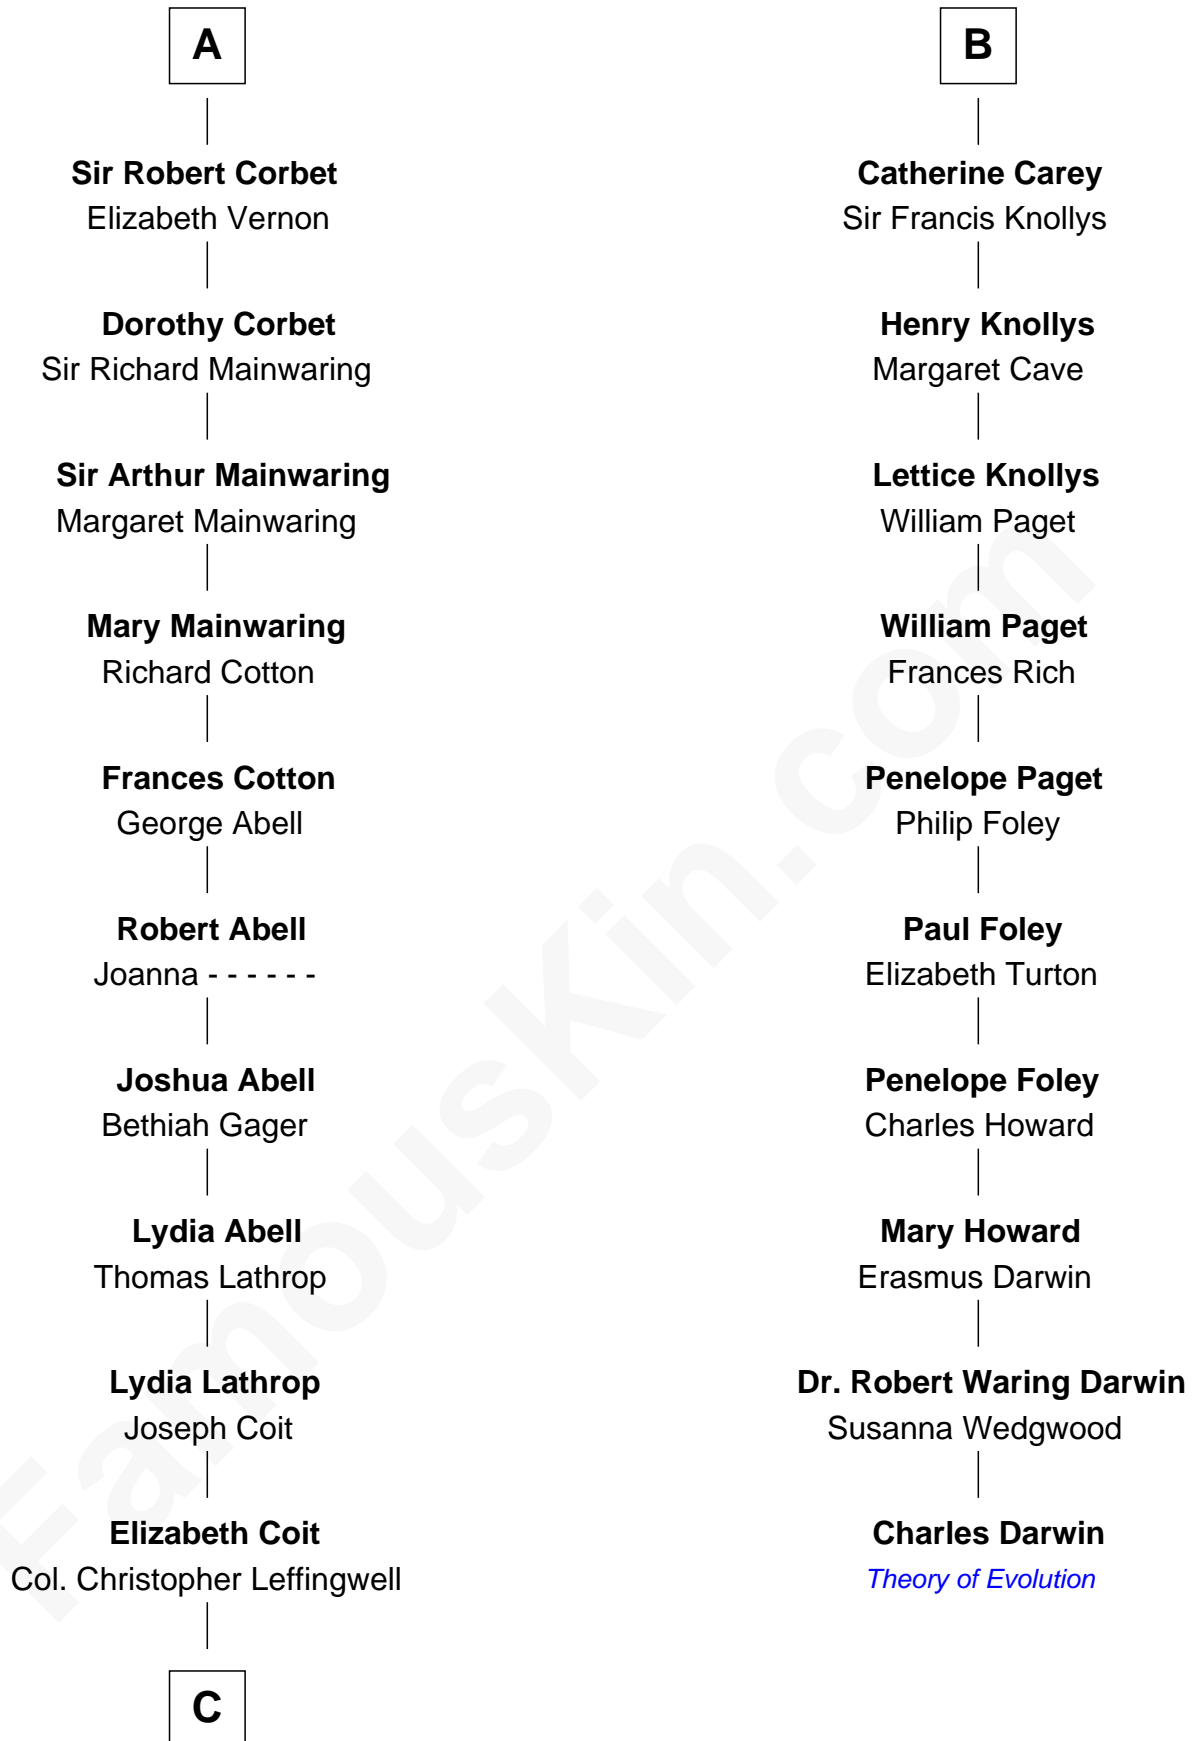 A
Sir Robert Corbet
Elizabeth Vernon
Dorothy Corbet
Sir Richard Mainwaring
Sir Arthur Mainwaring
Margaret Mainwaring
Mary Mainwaring
Richard Cotton
Frances Cotton
George Abell
Robert Abell
Joanna - - - - - -
Joshua Abell
Bethiah Gager
Lydia Abell
Thomas Lathrop
Lydia Lathrop
Joseph Coit
Elizabeth Coit
Col. Christopher Leffingwell
C
B
Catherine Carey
Sir Francis Knollys
Henry Knollys
Margaret Cave
Lettice Knollys
William Paget
William Paget
Frances Rich
Penelope Paget
Philip Foley
Paul Foley
Elizabeth Turton
Penelope Foley
Charles Howard
Mary Howard
Erasmus Darwin
Dr. Robert Waring Darwin
Susanna Wedgwood
Charles Darwin
Theory of Evolution
FamousKin.com